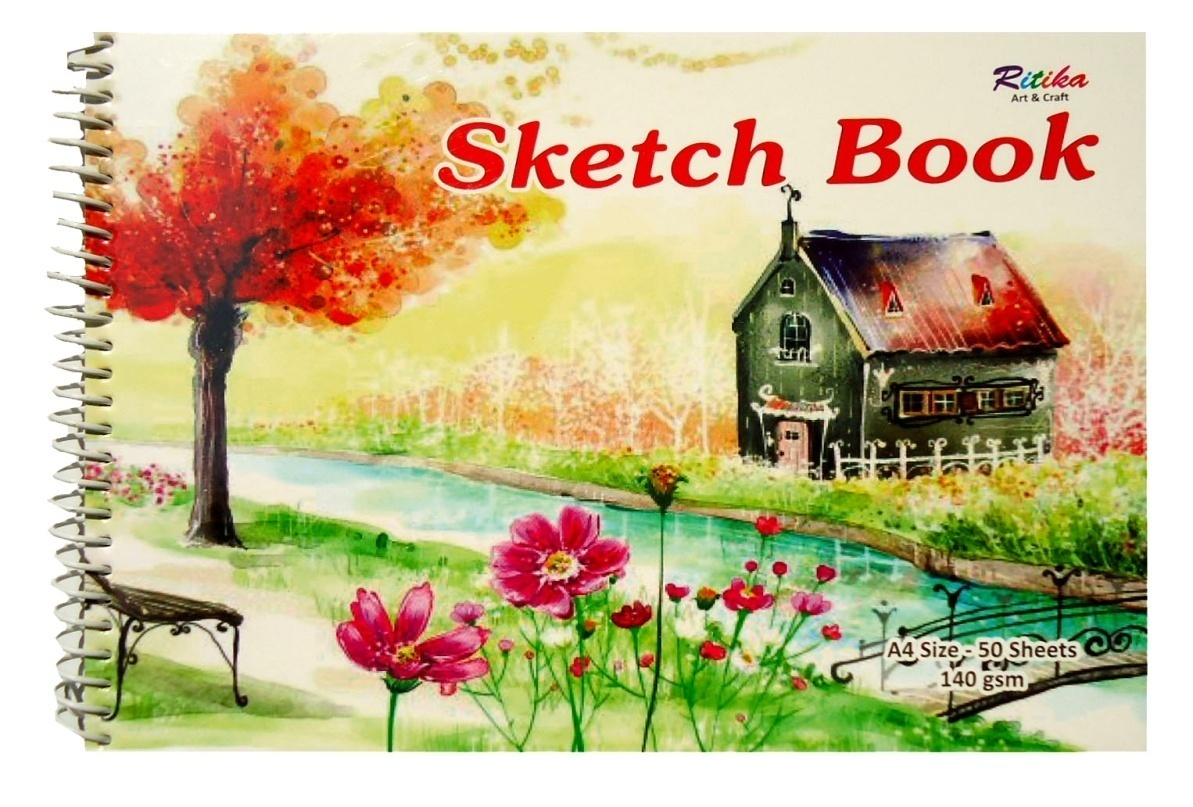 Ritika
Art & Craft
Sketch Book
A4 Size - 50 Sheets
140 gsm